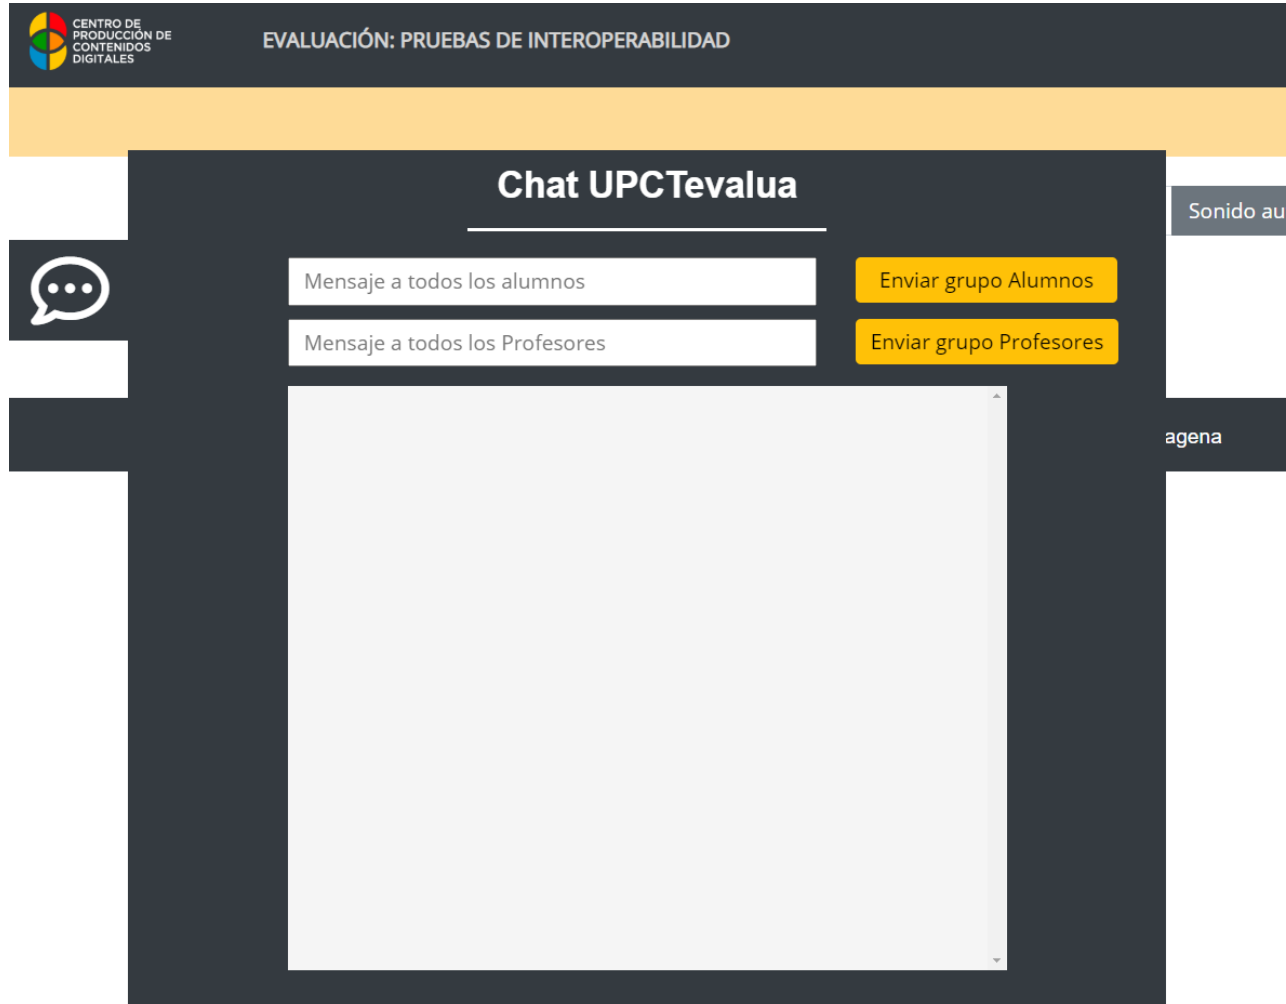 CENTRO DE
PRODUCCIÓN DE
CONTENIDOS
DIGITALES
EVALUACIÓN: PRUEBAS DE INTEROPERABILIDAD
Chat UPCTevalua
Sonido au
Mensaje a todos los alumnos
Enviar grupo Alumnos
Mensaje a todos los Profesores
Enviar grupo Profesores
agena